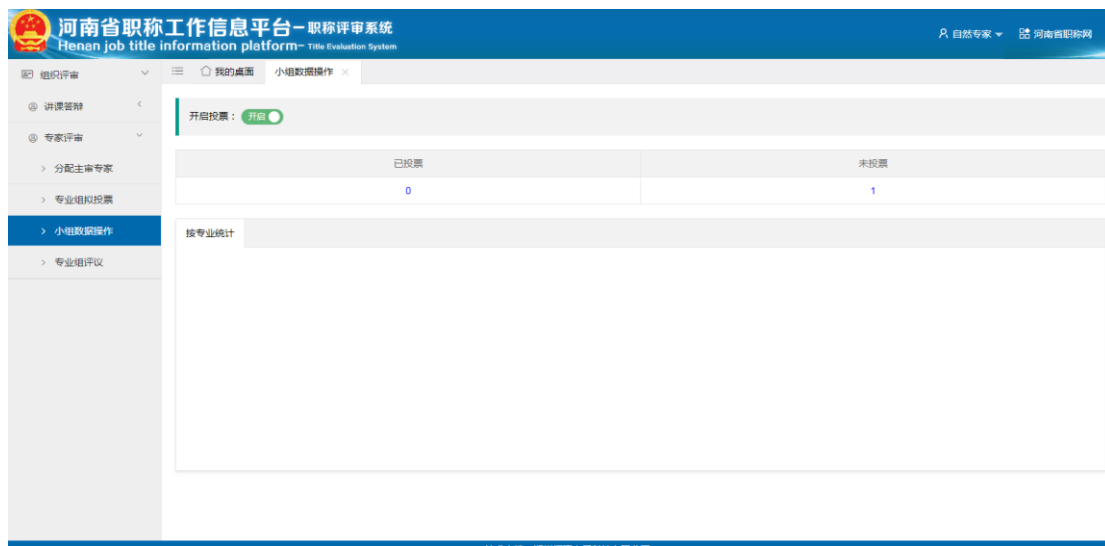 河南省职称工作信息平台-职称评审系统
Henan job title information platform- Title Evaluation System
自然专家 河南省职称网
组织评审
我的桌面 小组数据操作 ×
讲课答辩
开启投票： 开启
专家评审
已投票 未投票
分配主审专家
0 1
专业组拟投票
小组数据操作
按专业统计
专业组评议